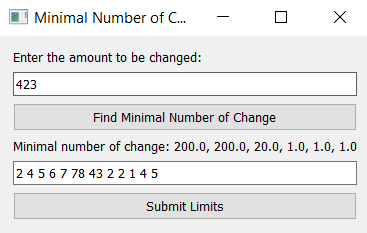 Minimal Number of C...
Enter the amount to be changed:
423
Find Minimal Number of Change
Minimal number of change: 200.0, 200.0, 20.0, 1.0, 1.0, 1.0
2 4 5 6 7 78 43 2 2 1 4 5
Submit Limits